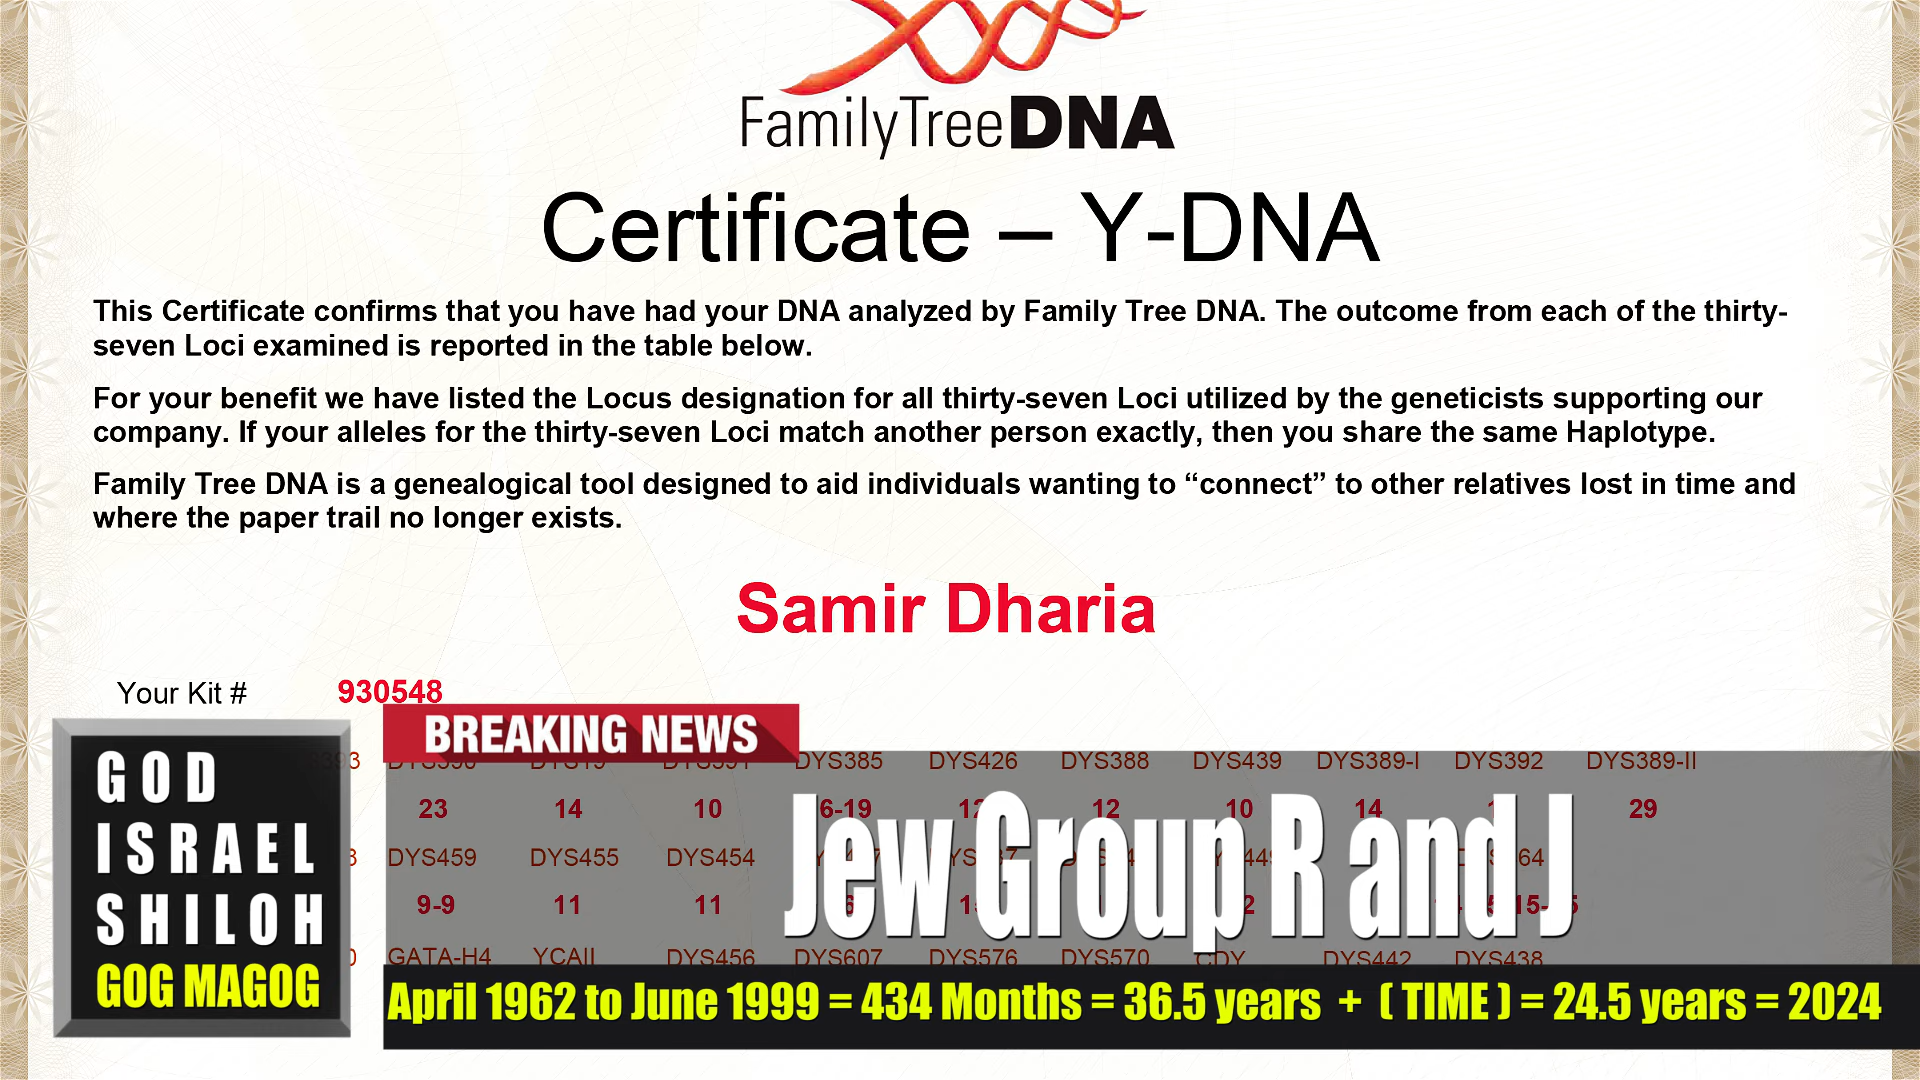 FamilyTreeDNA
Certificate – Y-DNA
This Certificate confirms that you have had your DNA analyzed by Family Tree DNA. The outcome from each of the thirty-
seven Loci examined is reported in the table below.
For your benefit we have listed the Locus designation for all thirty-seven Loci utilized by the geneticists supporting our
company. If your alleles for the thirty-seven Loci match another person exactly, then you share the same Haplotype.
Family Tree DNA is a genealogical tool designed to aid individuals wanting to “connect” to other relatives lost in time and
where the paper trail no longer exists.
Samir Dharia
Your Kit # 930548
BREAKING NEWS
DYS385 DYS426 DYS388 DYS439 DYS389-I DYS392 DYS389-II
23 14 10 12 10 14 29
DYS459 DYS455 DYS454
9-9 11 11
GATA-H4 YCAII DYS456 DYS607 DYS576 DYS570 CDY DYS442 DYS438
Jew Group R and J
GOD
ISRAEL
SHILOH
GOG MAGOG
April 1962 to June 1999 = 434 Months = 36.5 years + ( TIME ) = 24.5 years = 2024